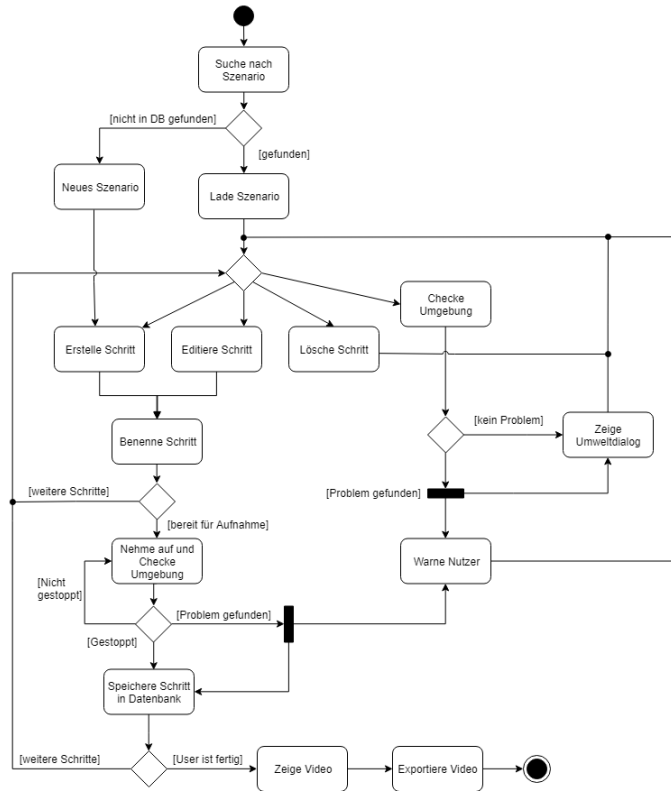 Suche nach
Szenario
[nicht in DB gefunden]
[gefunden]
Neues Szenario
Lade Szenario
Checke
Umgebung
Erstelle Schritt
Editiere Schritt
Lösche Schritt
[kein Problem]
Zeige
Umweltdialog
Benenne Schritt
[weitere Schritte]
[Problem gefunden]
[bereit für Aufnahme]
Nehme auf und
Checke
Umgebung
Warne Nutzer
[Nicht
gestoppt]
[Problem gefunden]
[Gestoppt]
Speichere Schritt
in Datenbank
[weitere Schritte]
[User ist fertig]
Zeige Video
Exportiere Video